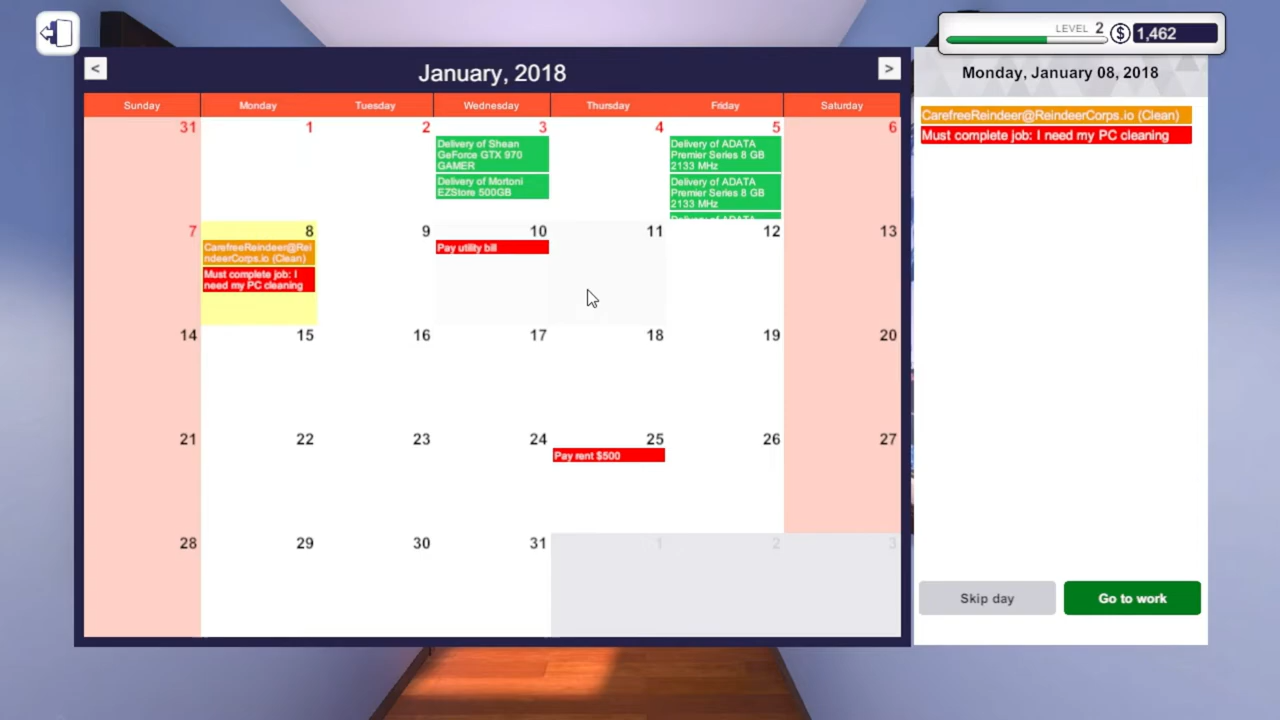 LEVEL 2
$ 1,462
< January, 2018 >
Sunday Monday Tuesday Wednesday Thursday Friday Saturday
31 1 2 3 4 5 6
Delivery of Shean
GeForce GTX 970
GAMER
Delivery of Mortoni
EZStore 500GB
Delivery of ADATA
Premier Series 8 GB
2133 MHz
Delivery of ADATA
Premier Series 8 GB
2133 MHz
7 8 9 10 11 12 13
CarefreeReindeer@Rei
ndeerCorps.io (Clean)
Must complete job: I
need my PC cleaning
Pay utility bill
14 15 16 17 18 19 20
21 22 23 24 25 26 27
Pay rent $500
28 29 30 31 1 2 3
Monday, January 08, 2018
CarefreeReindeer@ReindeerCorps.io (Clean)
Must complete job: I need my PC cleaning
Skip day
Go to work